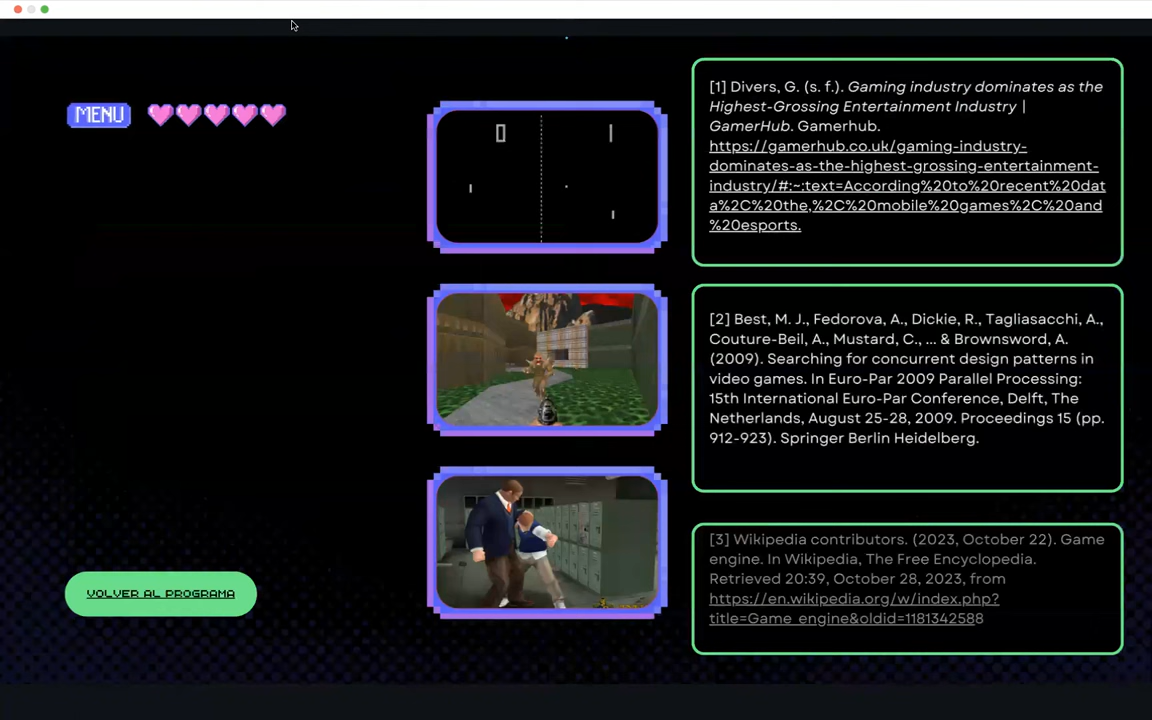 MENU
[1] Divers, G. (s. f.). Gaming industry dominates as the
Highest-Grossing Entertainment Industry |
GamerHub. Gamerhub.
https://gamerhub.co.uk/gaming-industry-
dominates-as-the-highest-grossing-entertainment-
industry/#:~:text=According%20to%20recent%20dat
a%2C%20the,%2C%20mobile%20games%2C%20and
%20esports.
[2] Best, M. J., Fedorova, A., Dickie, R., Tagliasacchi, A.,
Couture-Beil, A., Mustard, C., ... & Brownsword, A.
(2009). Searching for concurrent design patterns in
video games. In Euro-Par 2009 Parallel Processing:
15th International Euro-Par Conference, Delft, The
Netherlands, August 25-28, 2009. Proceedings 15 (pp.
912-923). Springer Berlin Heidelberg.
[3] Wikipedia contributors. (2023, October 22). Game
engine. In Wikipedia, The Free Encyclopedia.
Retrieved 20:39, October 28, 2023, from
https://en.wikipedia.org/w/index.php?
title=Game_engine&oldid=1181342588
VOLVER AL PROGRAMA